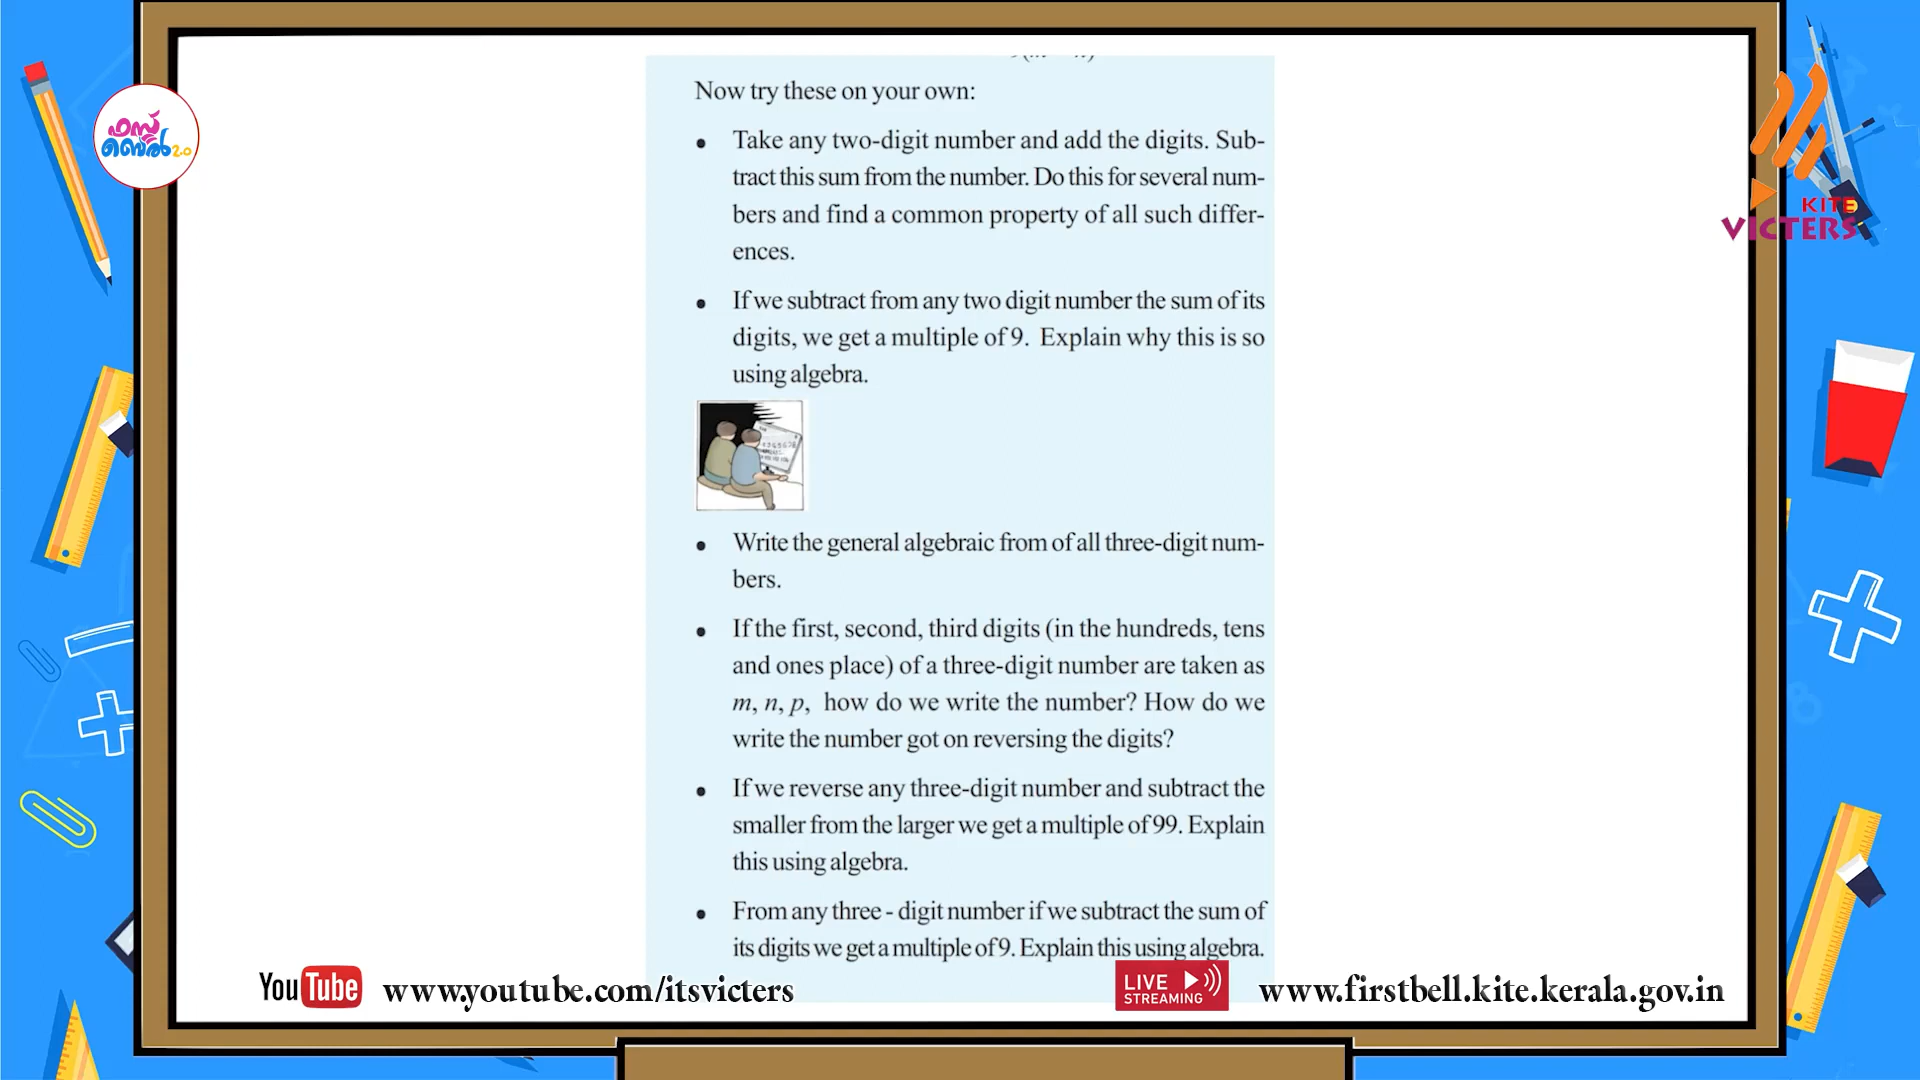 Now try these on your own:
• Take any two-digit number and add the digits. Sub-
tract this sum from the number. Do this for several num-
bers and find a common property of all such differ-
ences.
• If we subtract from any two digit number the sum of its
digits, we get a multiple of 9. Explain why this is so
using algebra.
• Write the general algebraic from of all three-digit num-
bers.
• If the first, second, third digits (in the hundreds, tens
and ones place) of a three-digit number are taken as
m, n, p, how do we write the number? How do we
write the number got on reversing the digits?
• If we reverse any three-digit number and subtract the
smaller from the larger we get a multiple of 99. Explain
this using algebra.
• From any three - digit number if we subtract the sum of
its digits we get a multiple of 9. Explain this using algebra.
ഫസ്റ്റ്
ബെൽ 2.0
KITE
VICTERS
YouTube www.youtube.com/itsvicters
LIVE
STREAMING
www.firstbell.kite.kerala.gov.in